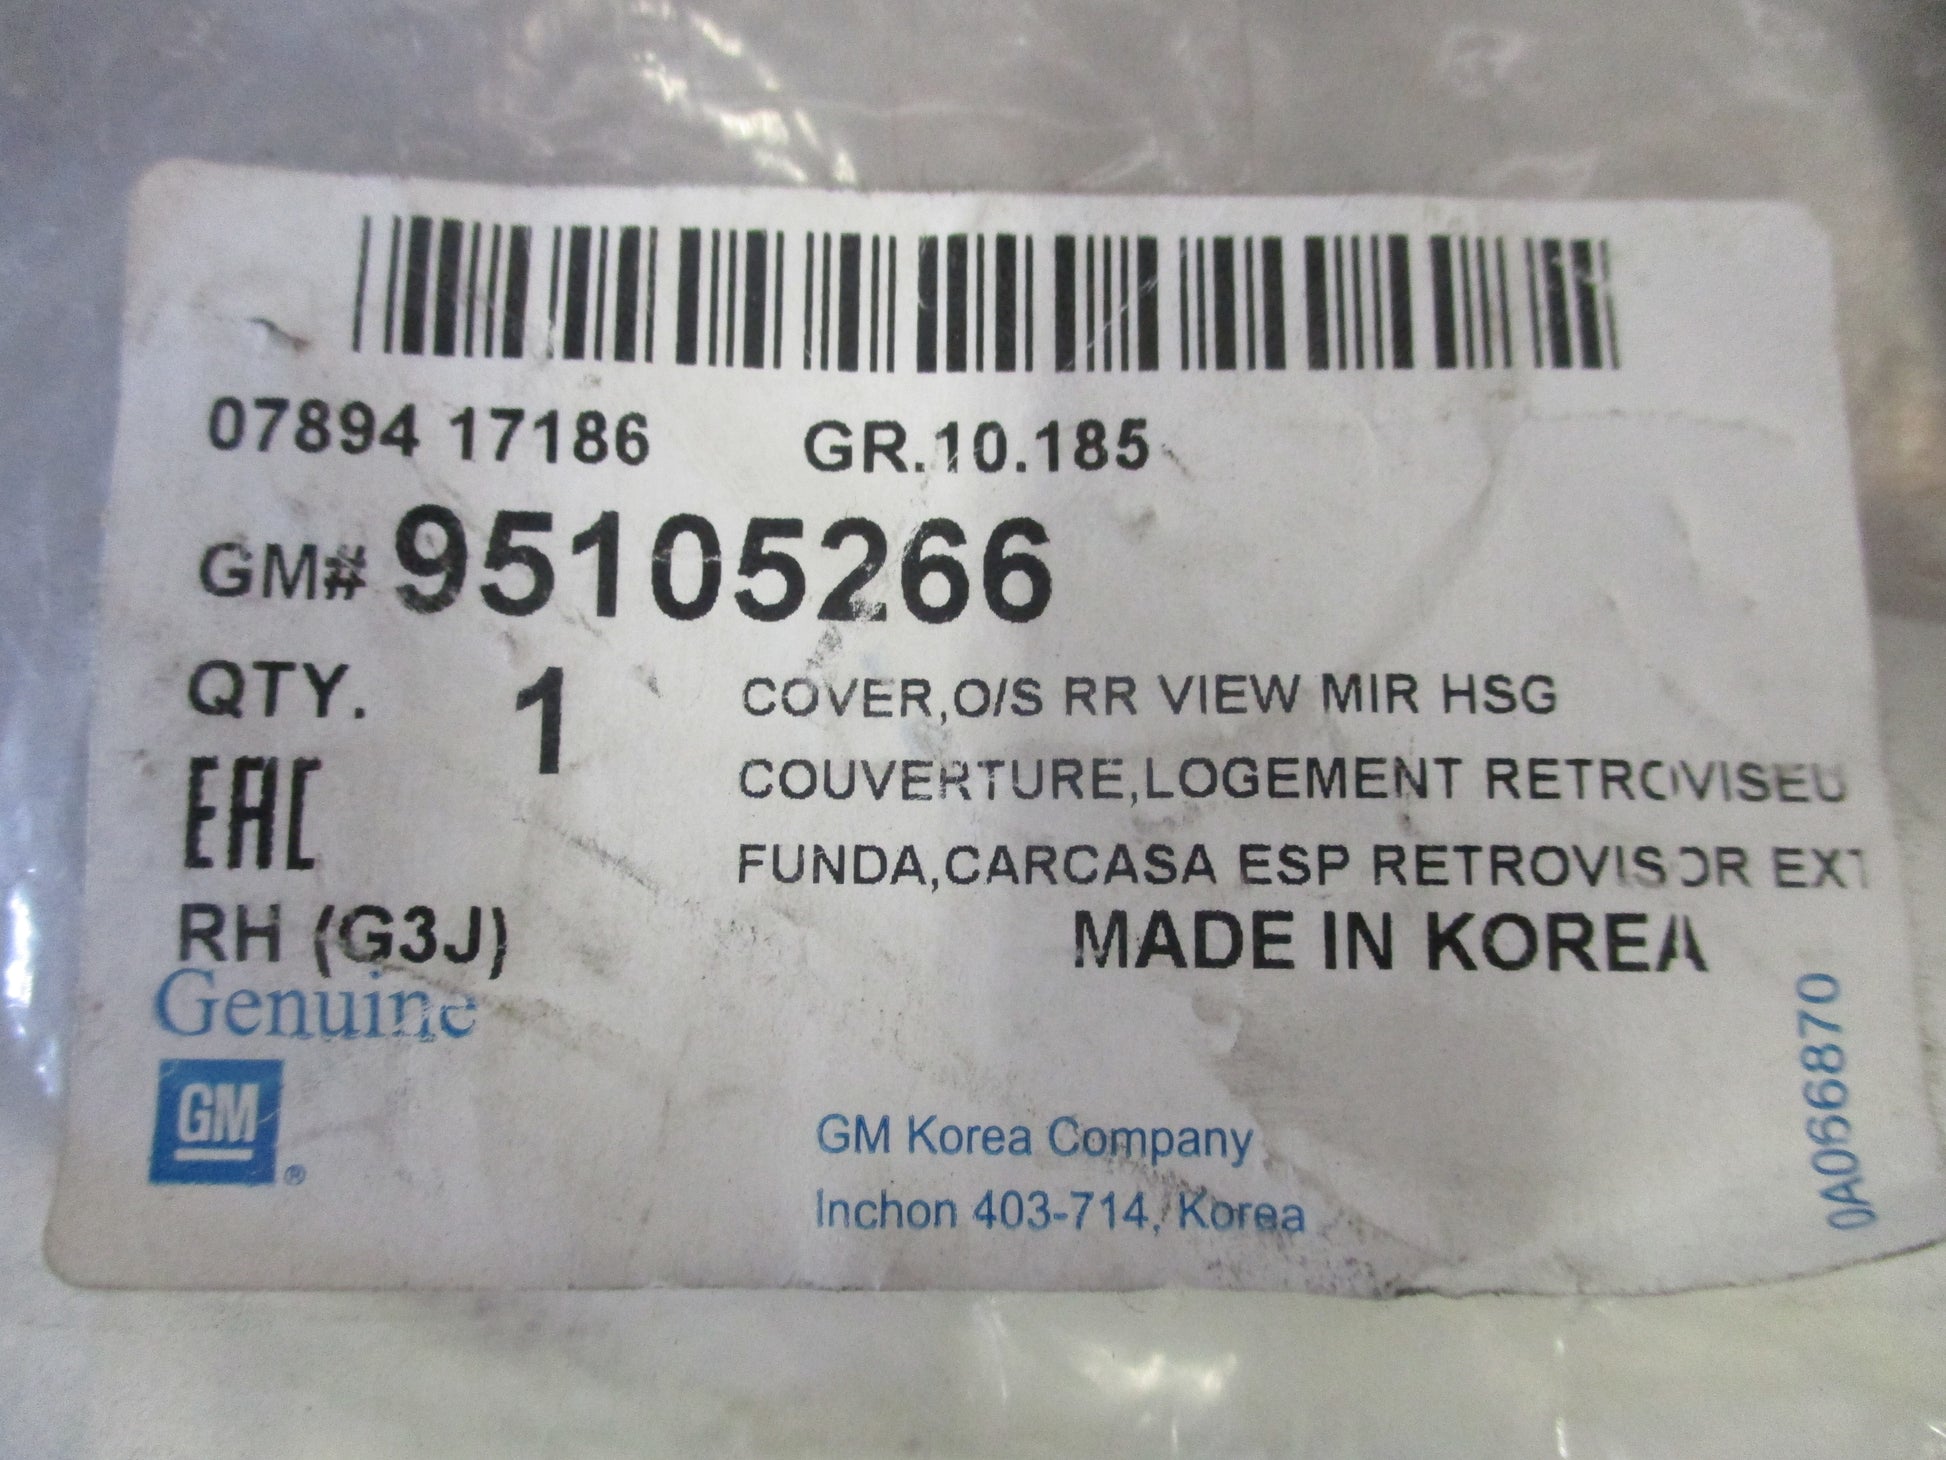 07894 17186 GR.10.185
GM# 95105266
QTY. 1 COVER,O/S RR VIEW MIR HSG
COUVERTURE,LOGEMENT RETROVISEU
EAC FUNDA,CARCASA ESP RETROVISOR EXT
RH (G3J) MADE IN KOREA
Genuine
GM ®
GM Korea Company
Inchon 403-714, Korea
0A066870